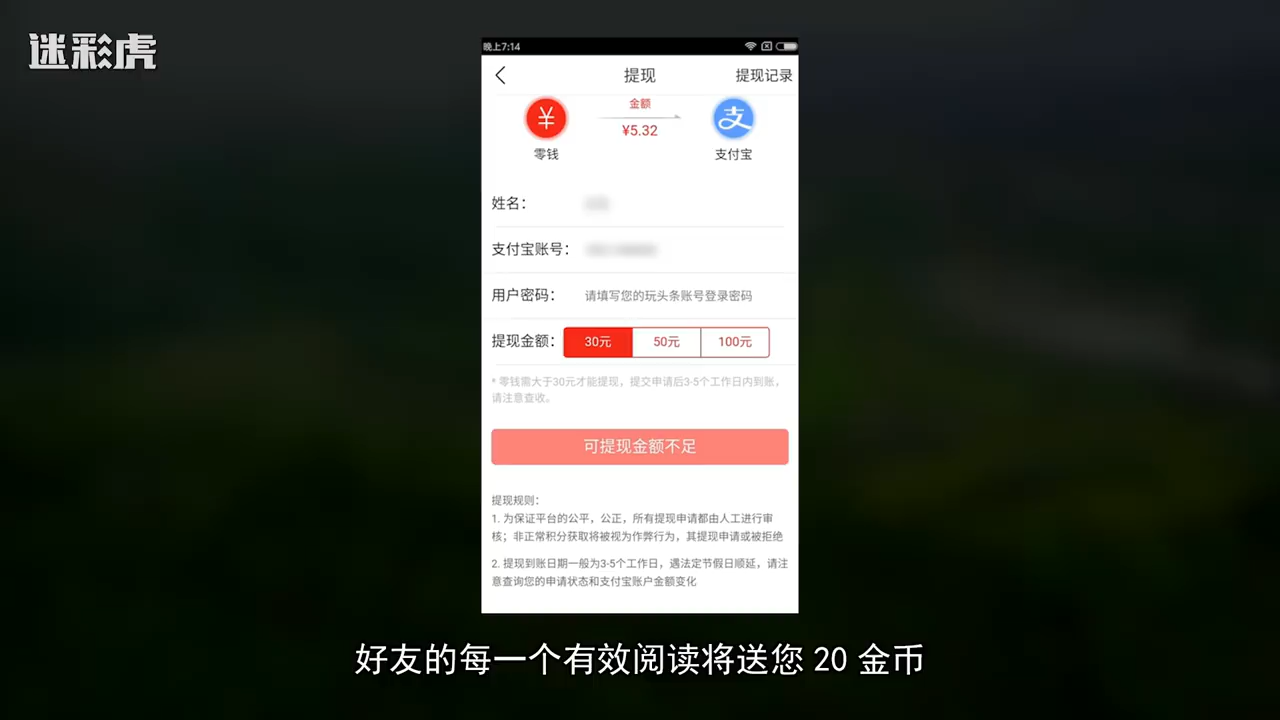 迷彩虎
晚上7:14
提现
提现记录
¥
金额
¥5.32
支
零钱
支付宝
姓名：
支付宝账号：
用户密码：
请填写您的玩头条账号登录密码
提现金额：
30元
50元
100元
* 零钱需大于30元才能提现，提交申请后3-5个工作日内到账，
请注意查收。
可提现金额不足
提现规则：
1. 为保证平台的公平，公正，所有提现申请都由人工进行审
核；非正常积分获取将被视为作弊行为，其提现申请或被拒绝
2. 提现到账日期一般为3-5个工作日，遇法定节假日顺延，请注
意查询您的申请状态和支付宝账户金额变化
好友的每一个有效阅读将送您 20 金币